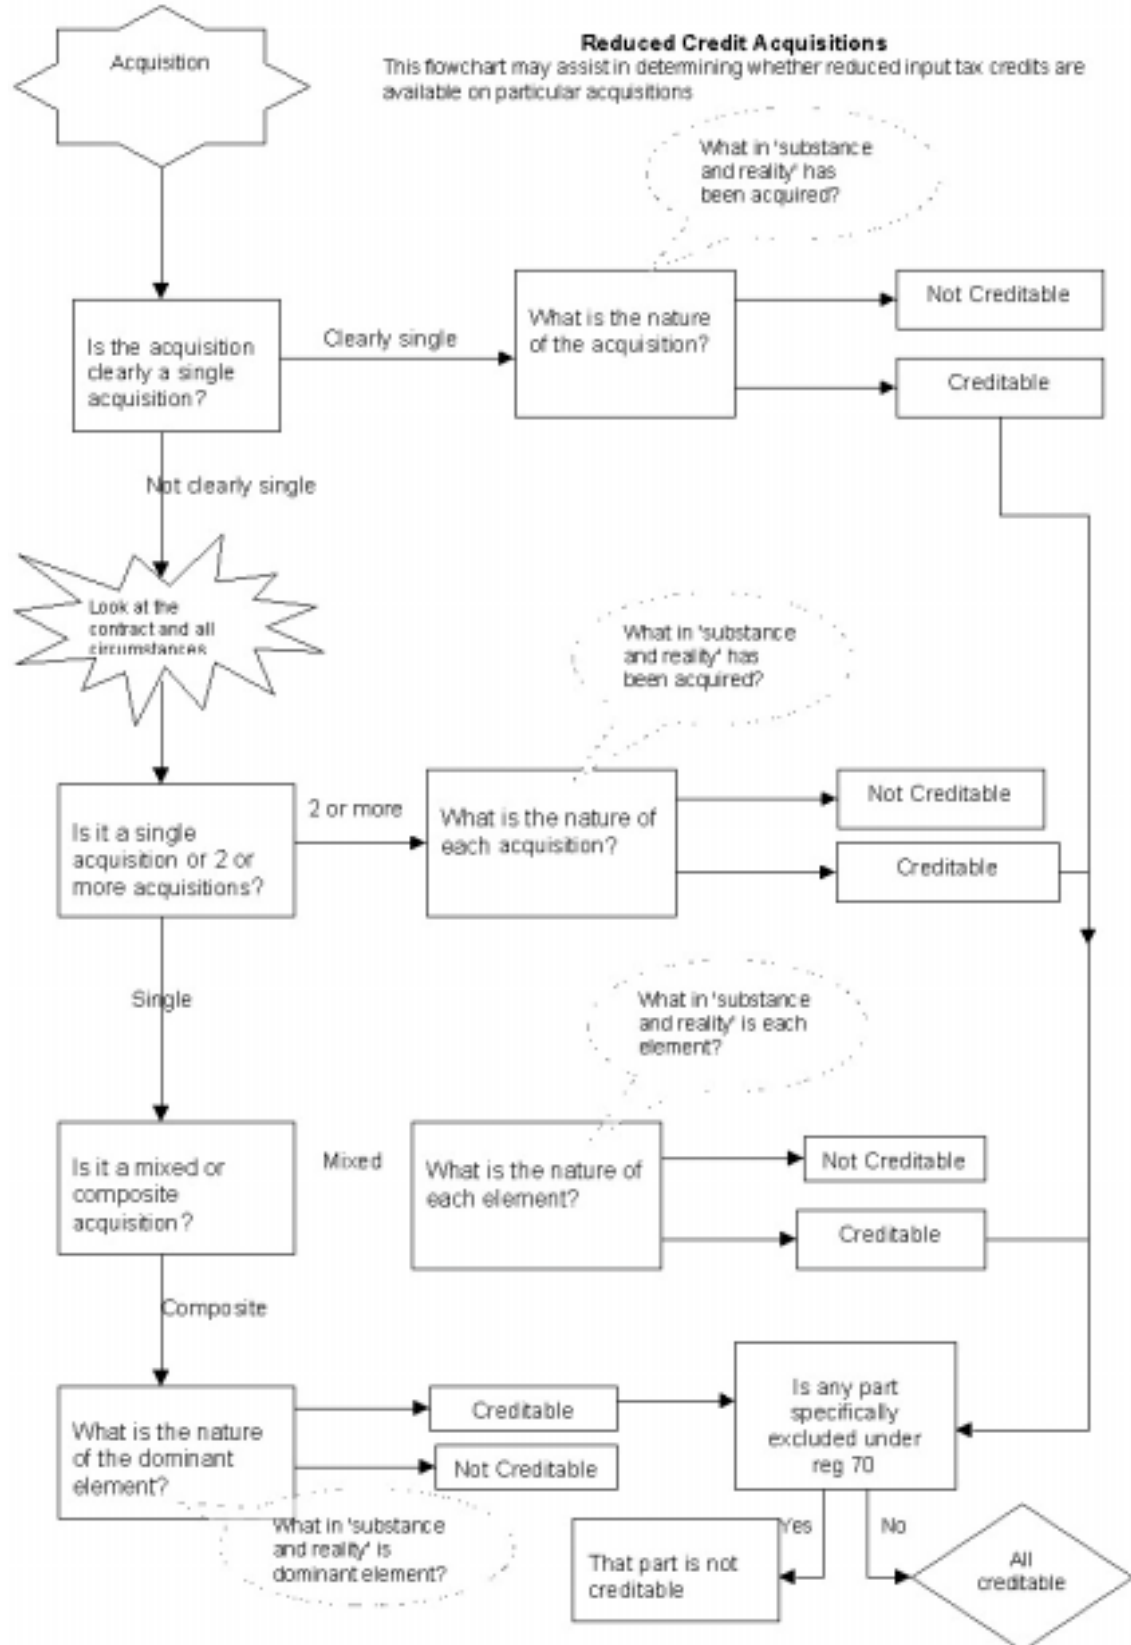 Acquisition
Reduced Credit Acquisitions
This flowchart may assist in determining whether reduced input tax credits are
available on particular acquisitions
What in 'substance
and reality' has
been acquired?
Is the acquisition
clearly a single
acquisition?
Clearly single
What is the nature
of the acquisition?
Not Creditable
Creditable
Not clearly single
Look at the
contract and all
circumstances
What in 'substance
and reality' has
been acquired?
Is it a single
acquisition or 2 or
more acquisitions?
2 or more
What is the nature of
each acquisition?
Not Creditable
Creditable
Single
What in 'substance
and reality' is each
element?
Is it a mixed or
composite
acquisition?
Mixed
What is the nature of
each element?
Not Creditable
Creditable
Composite
What is the nature
of the dominant
element?
Creditable
Not Creditable
What in 'substance
and reality' is
dominant element?
Is any part
specifically
excluded under
reg 70
Yes
No
That part is not
creditable
All
creditable